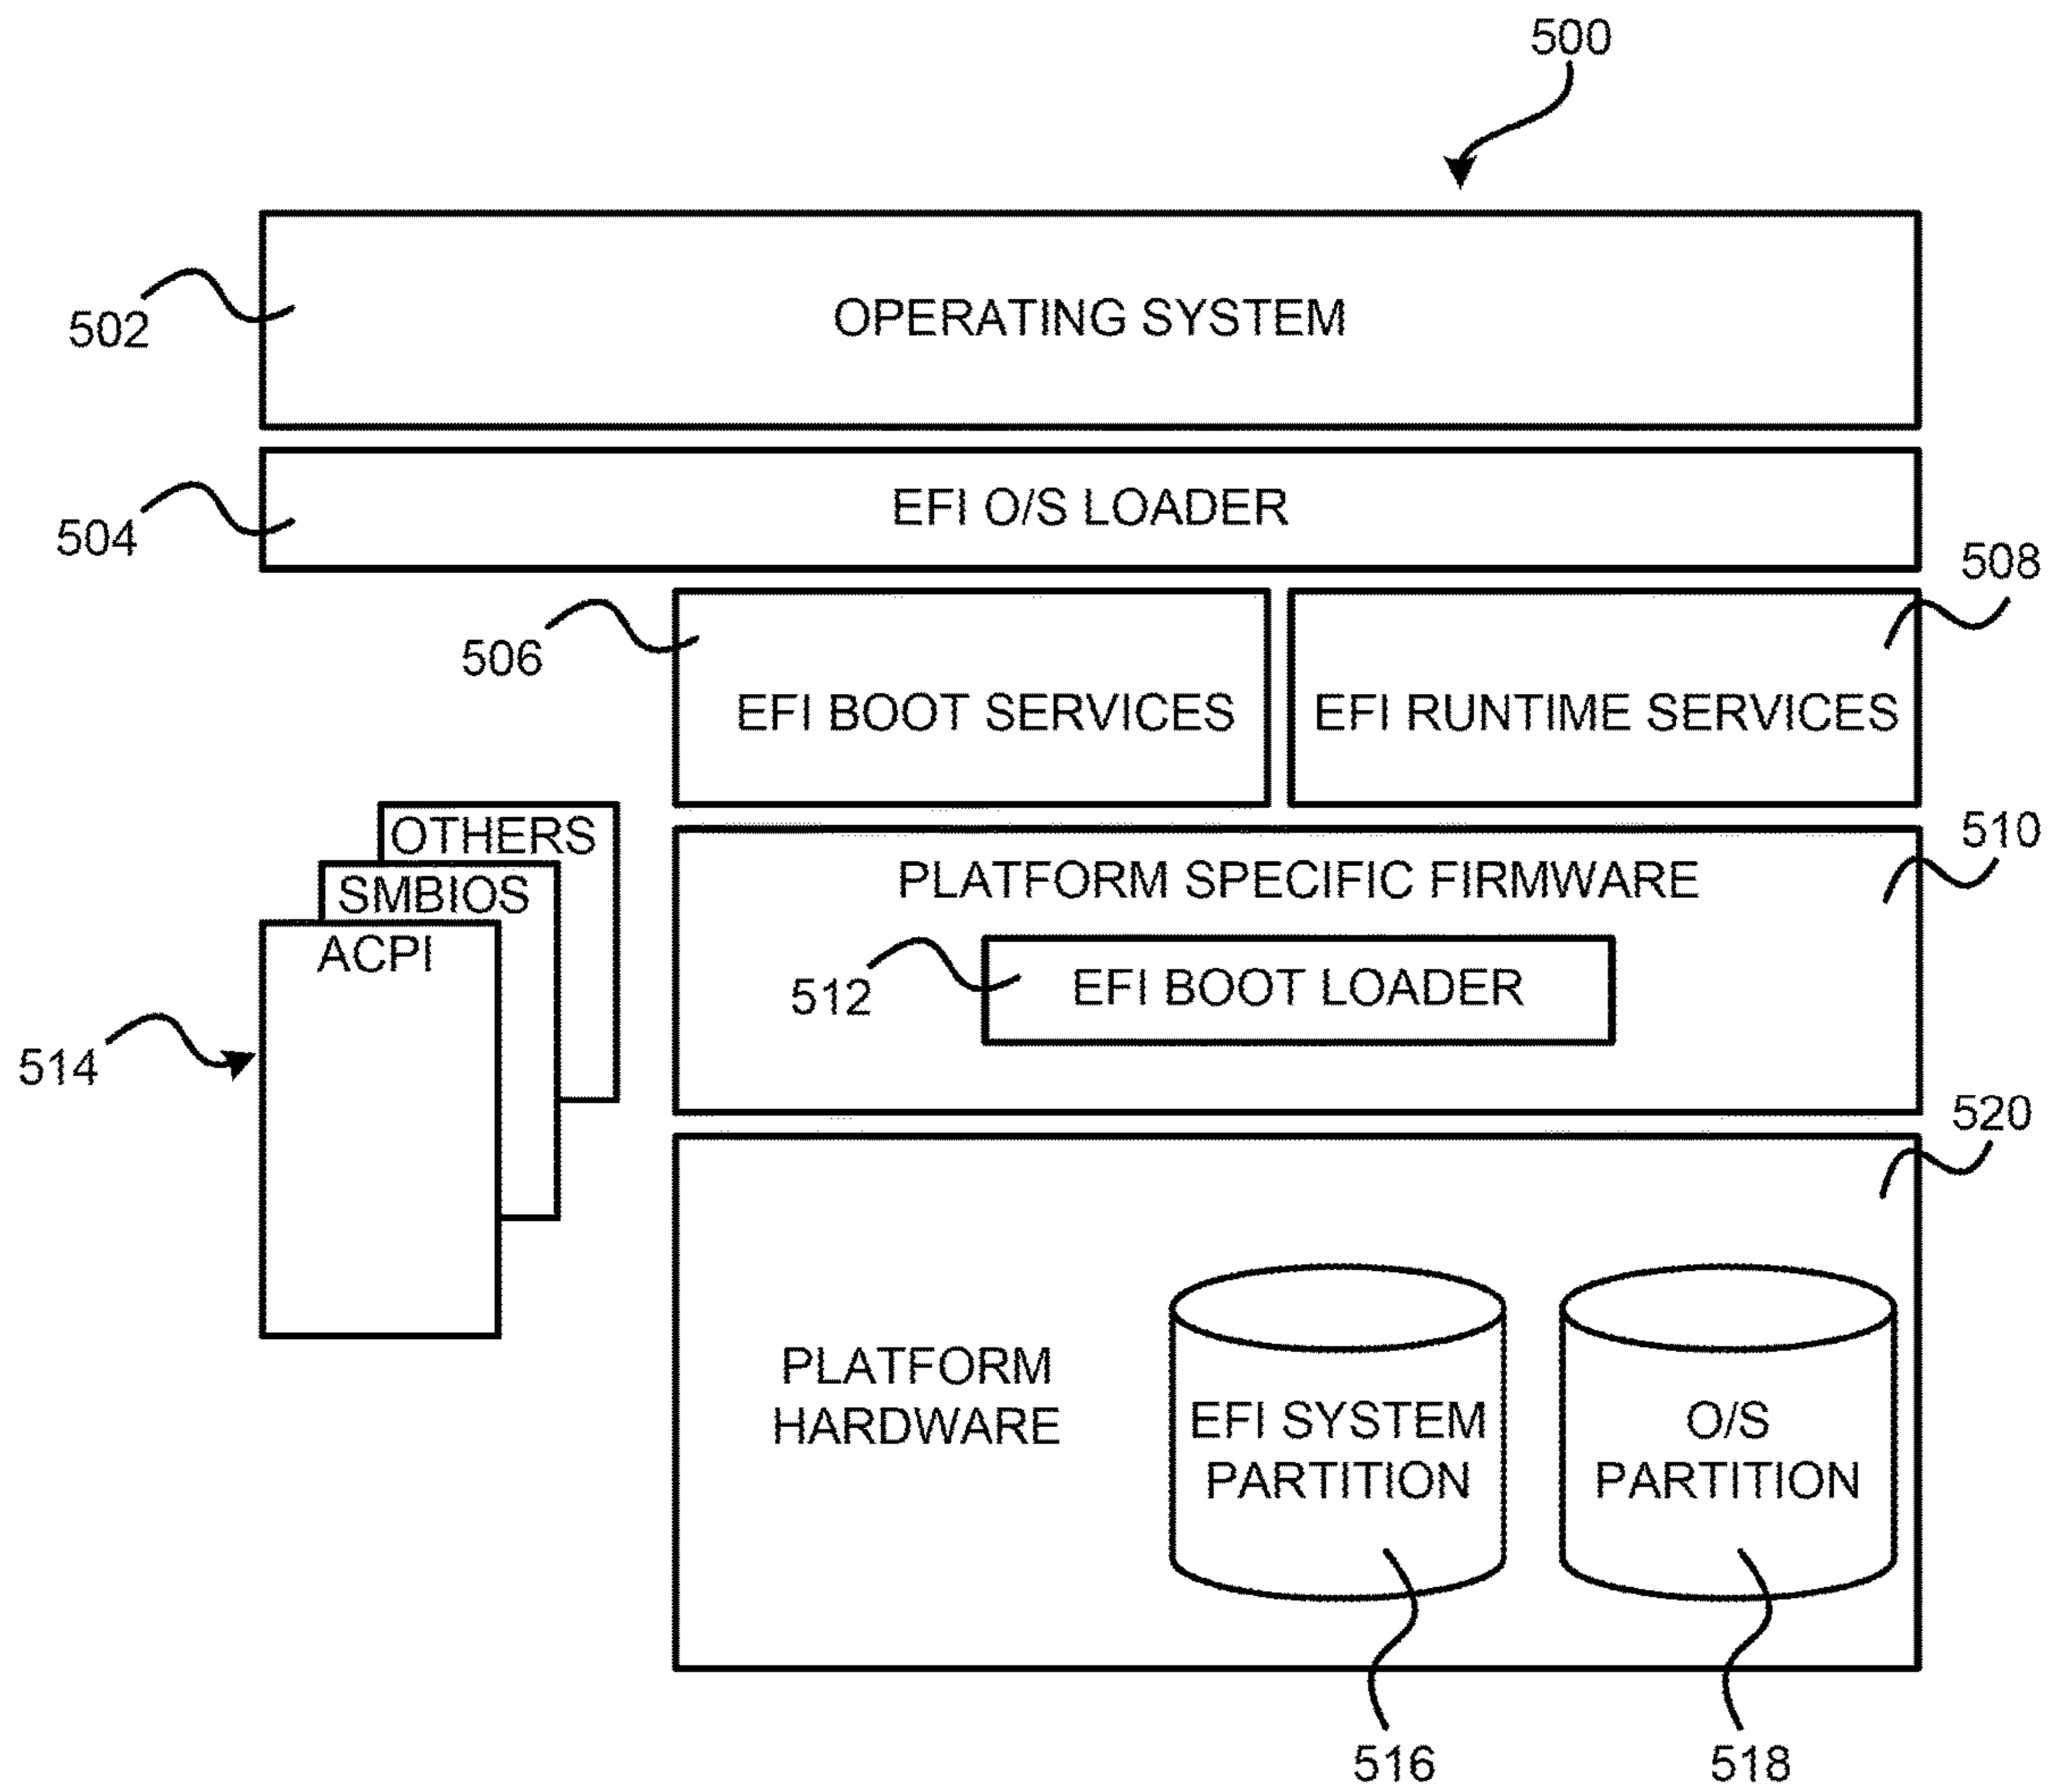 500
OPERATING SYSTEM
502
EFI O/S LOADER
504
508
506
EFI BOOT SERVICES
EFI RUNTIME SERVICES
OTHERS
SMBIOS
ACPI
514
510
PLATFORM SPECIFIC FIRMWARE
512
EFI BOOT LOADER
520
PLATFORM
HARDWARE
EFI SYSTEM
PARTITION
O/S
PARTITION
516
518